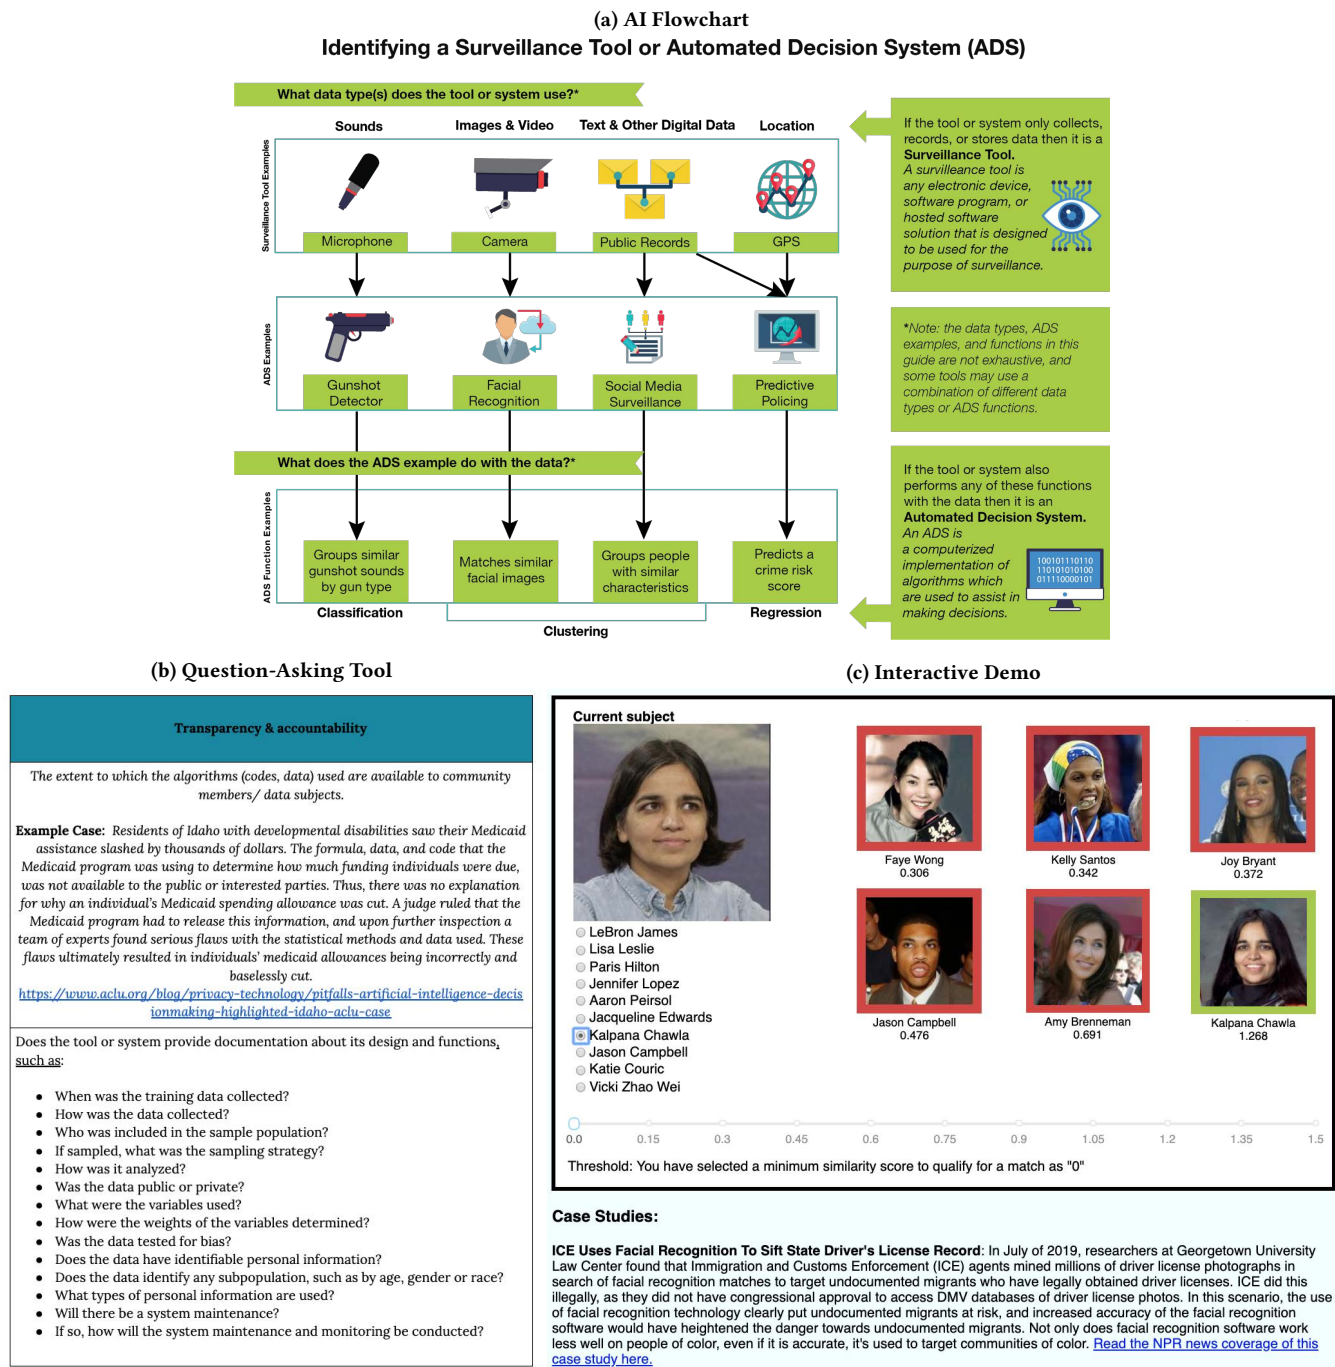 (a) AI Flowchart
Identifying a Surveillance Tool or Automated Decision System (ADS)
What data type(s) does the tool or system use?*
Sounds
Images & Video
Text & Other Digital Data
Location
Surveillance Tool Examples
Microphone
Camera
Public Records
GPS
If the tool or system only collects,
records, or stores data then it is a
Surveillance Tool.
A survilleance tool is
any electronic device,
software program, or
hosted software
solution that is designed
to be used for the
purpose of surveillance.
ADS Examples
Gunshot
Detector
Facial
Recognition
Social Media
Surveillance
Predictive
Policing
*Note: the data types, ADS
examples, and functions in this
guide are not exhaustive, and
some tools may use a
combination of different data
types or ADS functions.
What does the ADS example do with the data?*
ADS Function Examples
Groups similar
gunshot sounds
by gun type
Matches similar
facial images
Groups people
with similar
characteristics
Predicts a
crime risk
score
Classification
Clustering
Regression
If the tool or system also
performs any of these functions
with the data then it is an
Automated Decision System.
An ADS is
a computerized
implementation of
algorithms which
are used to assist in
making decisions.
100101110110
110101010100
011110000101
(b) Question-Asking Tool
Transparency & accountability
The extent to which the algorithms (codes, data) used are available to community
members/ data subjects.
Example Case: Residents of Idaho with developmental disabilities saw their Medicaid
assistance slashed by thousands of dollars. The formula, data, and code that the
Medicaid program was using to determine how much funding individuals were due,
was not available to the public or interested parties. Thus, there was no explanation
for why an individual's Medicaid spending allowance was cut. A judge ruled that the
Medicaid program had to release this information, and upon further inspection a
team of experts found serious flaws with the statistical methods and data used. These
flaws ultimately resulted in individuals' medicaid allowances being incorrectly and
baselessly cut.
https://www.aclu.org/blog/privacy-technology/pitfalls-artificial-intelligence-decis
ionmaking-highlighted-idaho-aclu-case
Does the tool or system provide documentation about its design and functions,
such as:
● When was the training data collected?
● How was the data collected?
● Who was included in the sample population?
● If sampled, what was the sampling strategy?
● How was it analyzed?
● Was the data public or private?
● What were the variables used?
● How were the weights of the variables determined?
● Was the data tested for bias?
● Does the data have identifiable personal information?
● Does the data identify any subpopulation, such as by age, gender or race?
● What types of personal information are used?
● Will there be a system maintenance?
● If so, how will the system maintenance and monitoring be conducted?
(c) Interactive Demo
Current subject
LeBron James
Lisa Leslie
Paris Hilton
Jennifer Lopez
Aaron Peirsol
Jacqueline Edwards
Kalpana Chawla
Jason Campbell
Katie Couric
Vicki Zhao Wei
Faye Wong
0.306
Kelly Santos
0.342
Joy Bryant
0.372
Jason Campbell
0.476
Amy Brenneman
0.691
Kalpana Chawla
1.268
0.0 0.15 0.3 0.45 0.6 0.75 0.9 1.05 1.2 1.35 1.5
Threshold: You have selected a minimum similarity score to qualify for a match as "0"
Case Studies:
ICE Uses Facial Recognition To Sift State Driver's License Record: In July of 2019, researchers at Georgetown University
Law Center found that Immigration and Customs Enforcement (ICE) agents mined millions of driver license photographs in
search of facial recognition matches to target undocumented migrants who have legally obtained driver licenses. ICE did this
illegally, as they did not have congressional approval to access DMV databases of driver license photos. In this scenario, the use
of facial recognition technology clearly put undocumented migrants at risk, and increased accuracy of the facial recognition
software would have heightened the danger towards undocumented migrants. Not only does facial recognition software work
less well on people of color, even if it is accurate, it's used to target communities of color. Read the NPR news coverage of this
case study here.